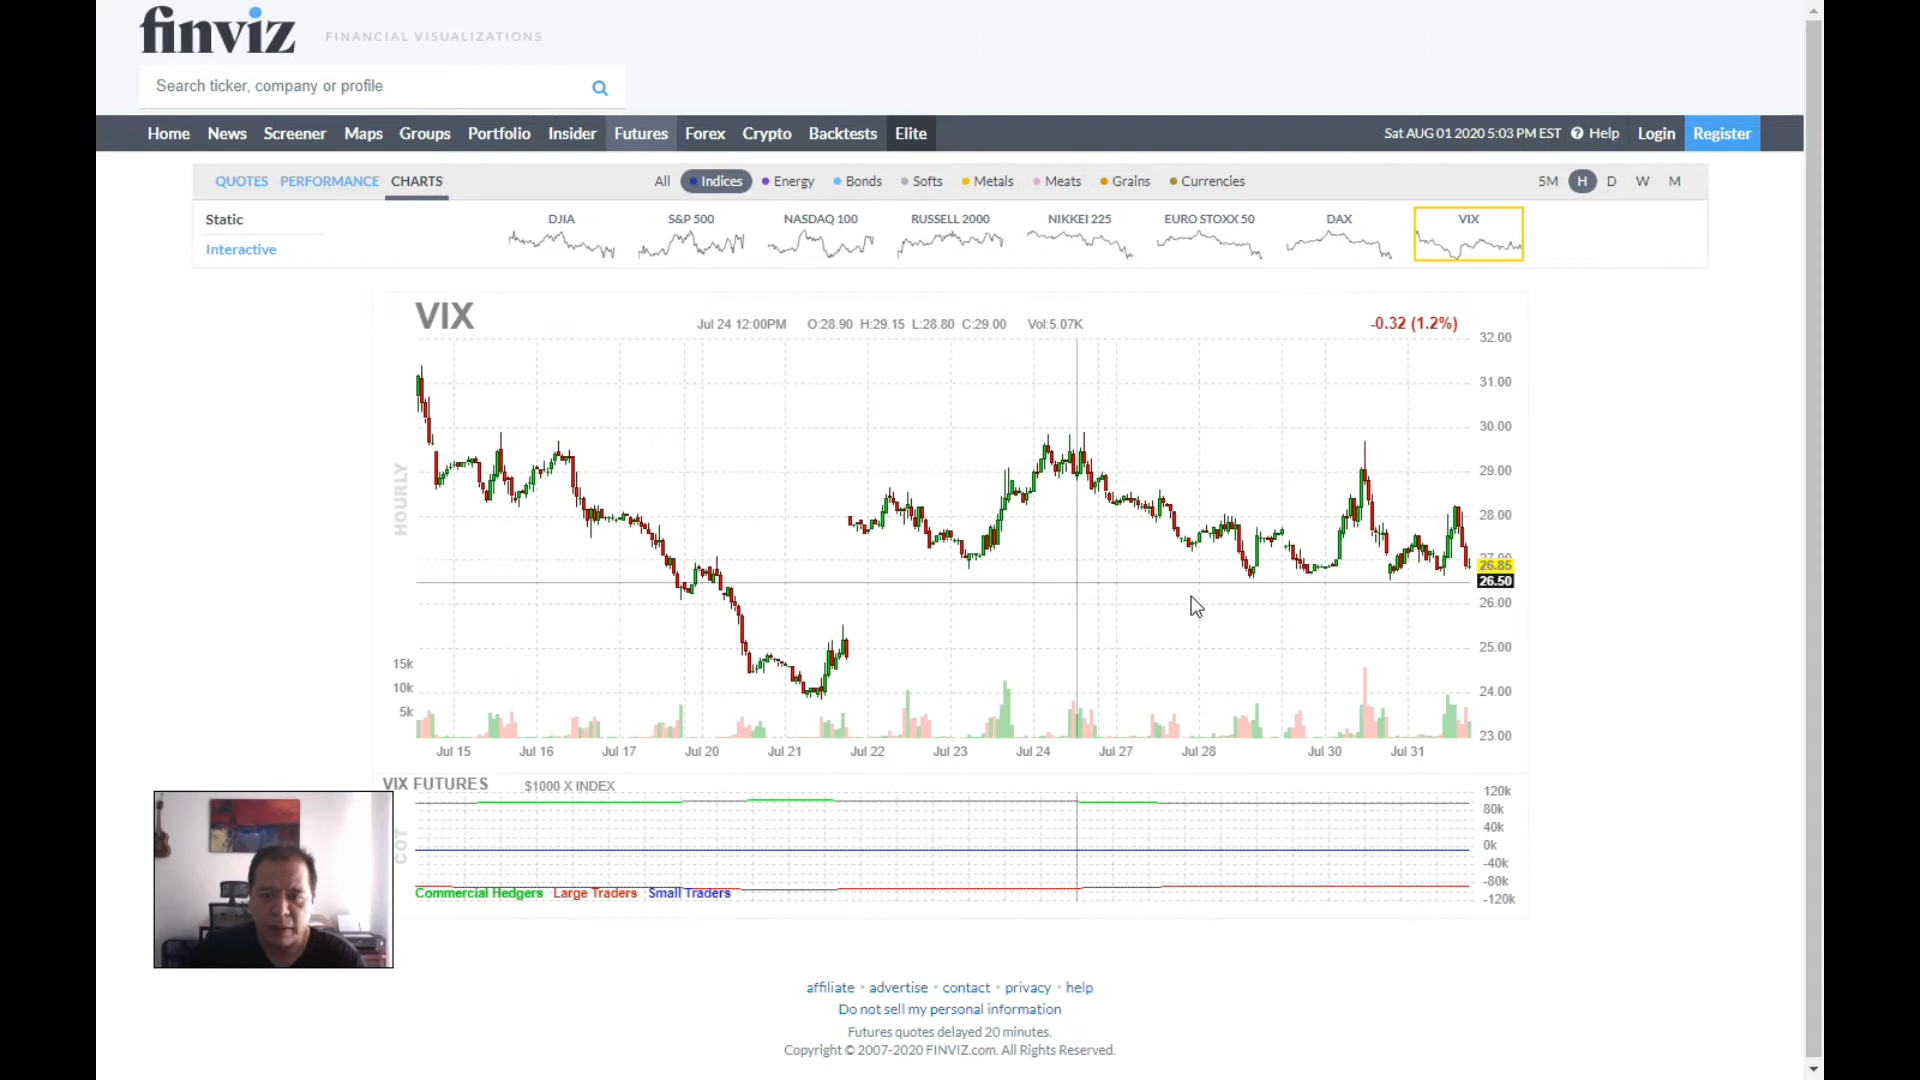 finviz FINANCIAL VISUALIZATIONS
Search ticker, company or profile
Home News Screener Maps Groups Portfolio Insider Futures Forex Crypto Backtests Elite Sat AUG 01 2020 5:03 PM EST Help Login Register
QUOTES PERFORMANCE CHARTS All Indices Energy Bonds Softs Metals Meats Grains Currencies 5M H D W M
Static DJIA S&P 500 NASDAQ 100 RUSSELL 2000 NIKKEI 225 EURO STOXX 50 DAX VIX
Interactive
VIX Jul 24 12:00PM O:28.90 H:29.15 L:28.80 C:29.00 Vol:5.07K -0.32 (1.2%)
32.00
31.00
30.00
29.00
HOURLY
28.00
27.00
26.85
26.50
26.00
25.00
15k
24.00
10k
5k
23.00
Jul 15 Jul 16 Jul 17 Jul 20 Jul 21 Jul 22 Jul 23 Jul 24 Jul 27 Jul 28 Jul 30 Jul 31
VIX FUTURES $1000 X INDEX
120k
80k
40k
0k
COT
-40k
-80k
Commercial Hedgers Large Traders Small Traders
-120k
affiliate • advertise • contact • privacy • help
Do not sell my personal information
Futures quotes delayed 20 minutes.
Copyright © 2007-2020 FINVIZ.com. All Rights Reserved.